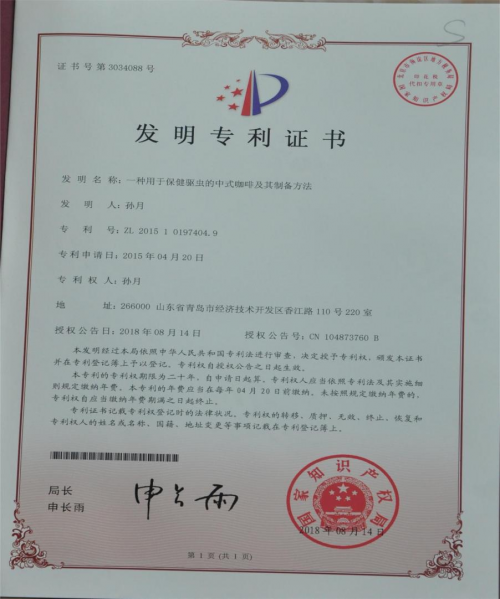 S
证书号第3034088号
发明专利证书
发明名称:一种用于保健驱虫的中式咖啡及其制备方法
发明人:孙月
专利号:ZL 2015 1 0197404.9
专利申请日:2015年04月20日
专利权人:孙月
地址:266000 山东省青岛市经济技术开发区香江路110号220室
授权公告日:2018年08月14日 授权公告号:CN 104873760 B
本发明经过本局依照中华人民共和国专利法进行审查,决定授予专利权,颁发本证书
并在专利登记簿上予以登记。专利权自授权公告之日起生效。
本专利的专利权期限为二十年,自申请日起算。专利权人应当依照专利法及其实施细
则规定缴纳年费。本专利的年费应当在每年04月20日前缴纳。未按照规定缴纳年费的,
专利权自应当缴纳年费期满之日起终止。
专利证书记载专利权登记时的法律状况。专利权的转移、质押、无效、终止、恢复和
专利权人的姓名或名称、国籍、地址变更等事项记载在专利登记簿上。
局长
申长雨
申长雨
国家知识产权局
2018年08月14日
第1页(共1页)